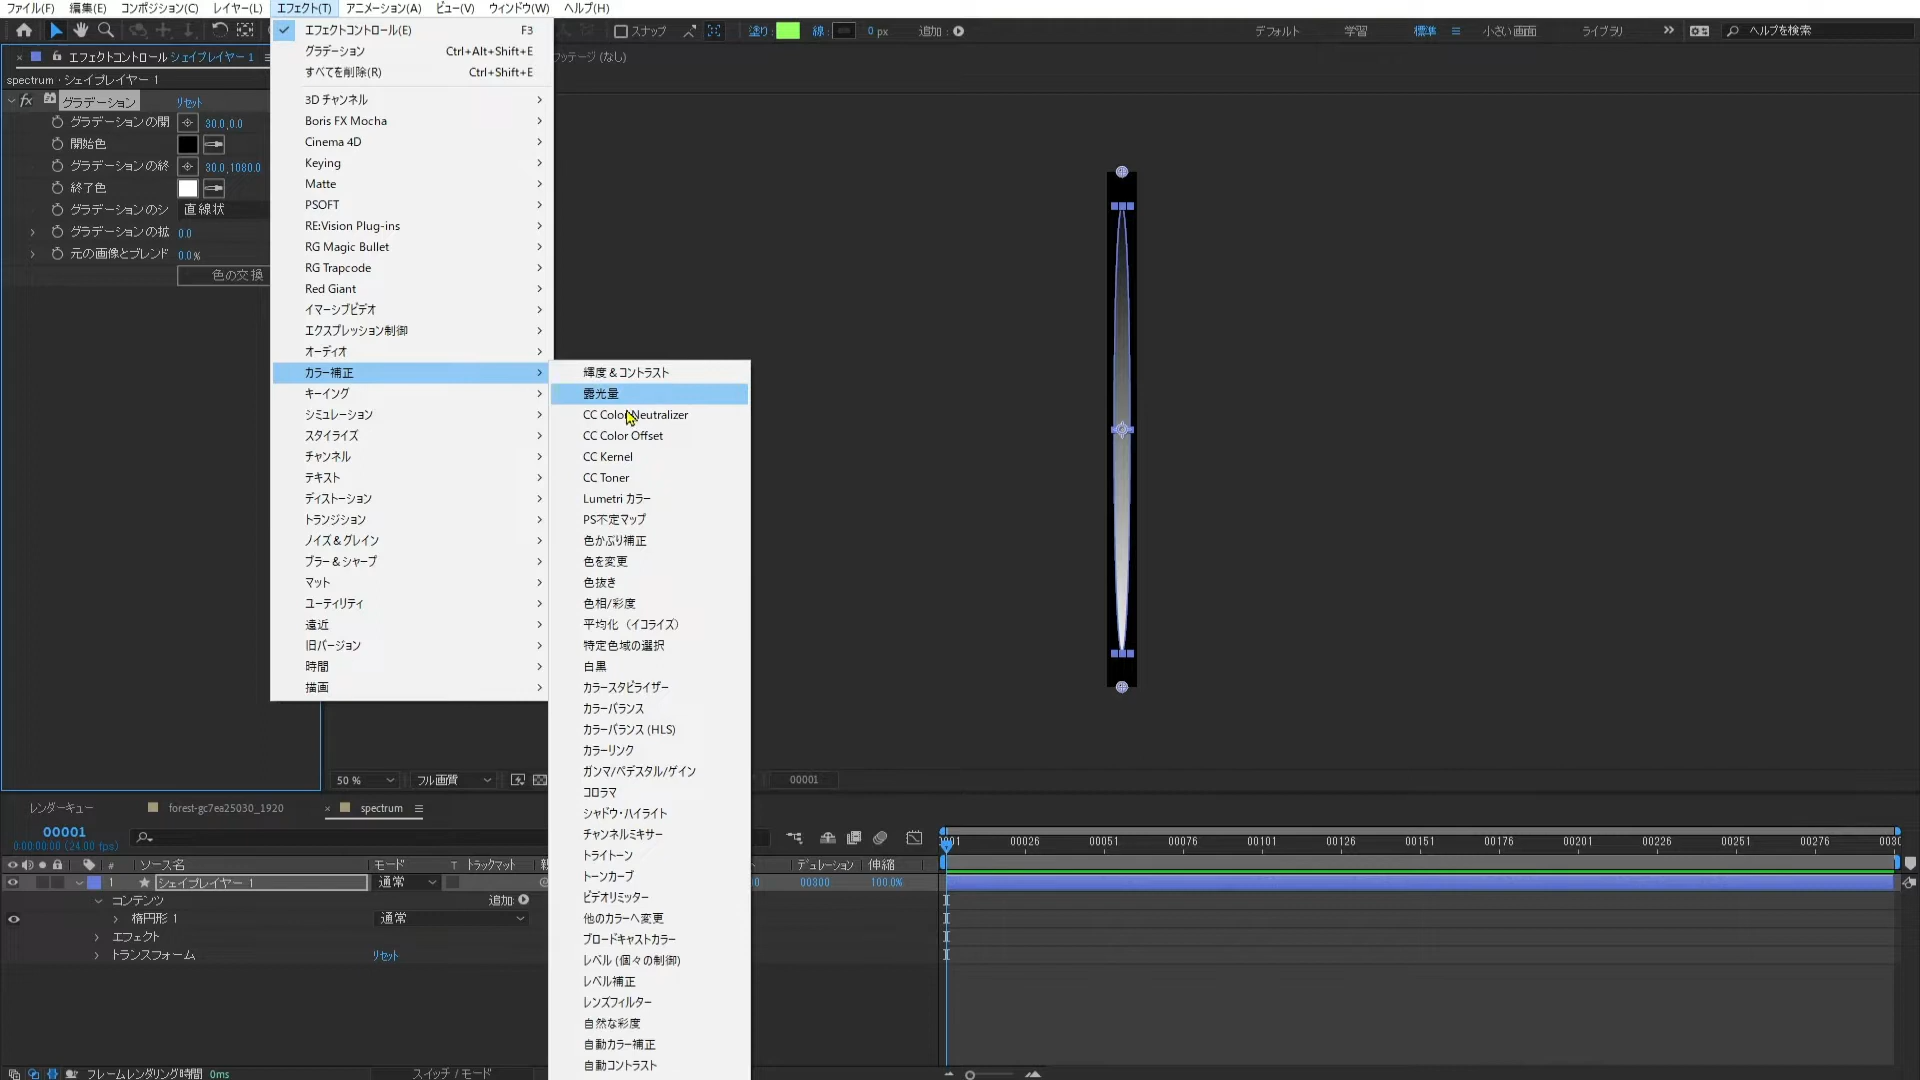 ファイル(F) 編集(E) コンポジション(C) レイヤー(L) エフェクト(T) アニメーション(A) ビュー(V) ウィンドウ(W) ヘルプ(H)
スナップ 塗り: 線: 0 px 追加: デフォルト 学習 標準 小さい画面 ライブラリ ヘルプを検索
エフェクトコントロール シェイプレイヤー 1
フッテージ (なし)
spectrum・シェイプレイヤー 1
fx グラデーション リセット
グラデーションの開 30.0,0.0
開始色
グラデーションの終 30.0,1080.0
終了色
グラデーションのシ 直線状
グラデーションの拡 0.0
元の画像とブレンド 0.0%
色の交換
エフェクトコントロール(E) F3
グラデーション Ctrl+Alt+Shift+E
すべてを削除(R) Ctrl+Shift+E
3D チャンネル
Boris FX Mocha
Cinema 4D
Keying
Matte
PSOFT
RE:Vision Plug-ins
RG Magic Bullet
RG Trapcode
Red Giant
イマーシブビデオ
エクスプレッション制御
オーディオ
カラー補正
キーイング
シミュレーション
スタイライズ
チャンネル
テキスト
ディストーション
トランジション
ノイズ＆グレイン
ブラー＆シャープ
マット
ユーティリティ
遠近
旧バージョン
時間
描画
輝度＆コントラスト
露光量
CC Color Neutralizer
CC Color Offset
CC Kernel
CC Toner
Lumetri カラー
PS不定マップ
色かぶり補正
色を変更
色抜き
色相/彩度
平均化（イコライズ）
特定色域の選択
白黒
カラースタビライザー
カラーバランス
カラーバランス (HLS)
カラーリンク
ガンマ/ペデスタル/ゲイン
コロラマ
シャドウ・ハイライト
チャンネルミキサー
トライトーン
トーンカーブ
ビデオリミッター
他のカラーへ変更
ブロードキャストカラー
レベル (個々の制御)
レベル補正
レンズフィルター
自然な彩度
自動カラー補正
自動コントラスト
50 % フル画質 00001
レンダーキュー forest-gc7ea25030_1920 spectrum
00001
0:00:00:00 (24.00 fps)
# ソース名 モード T トラックマット 親 デュレーション 伸縮
1 シェイプレイヤー 1 通常 00300 100.0%
コンテンツ 追加:
楕円形 1 通常
エフェクト
トランスフォーム リセット
00026 00051 00076 00101 00126 00151 00176 00201 00226 00251 00276
フレームレンダリング時間 0ms スイッチ / モード